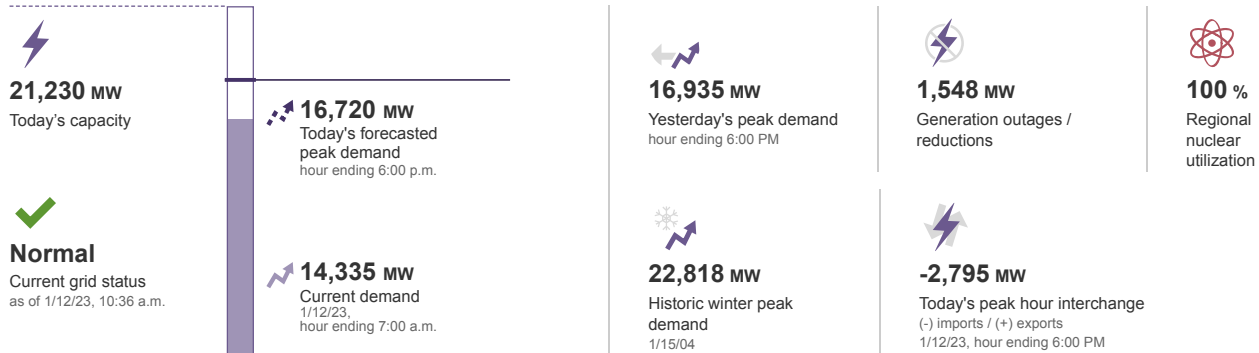 21,230 MW
Today's capacity
Normal
Current grid status
as of 1/12/23, 10:36 a.m.
16,720 MW
Today's forecasted
peak demand
hour ending 6:00 p.m.
14,335 MW
Current demand
1/12/23,
hour ending 7:00 a.m.
16,935 MW
Yesterday's peak demand
hour ending 6:00 PM
1,548 MW
Generation outages /
reductions
100 %
Regional
nuclear
utilization
22,818 MW
Historic winter peak
demand
1/15/04
-2,795 MW
Today's peak hour interchange
(-) imports / (+) exports
1/12/23, hour ending 6:00 PM